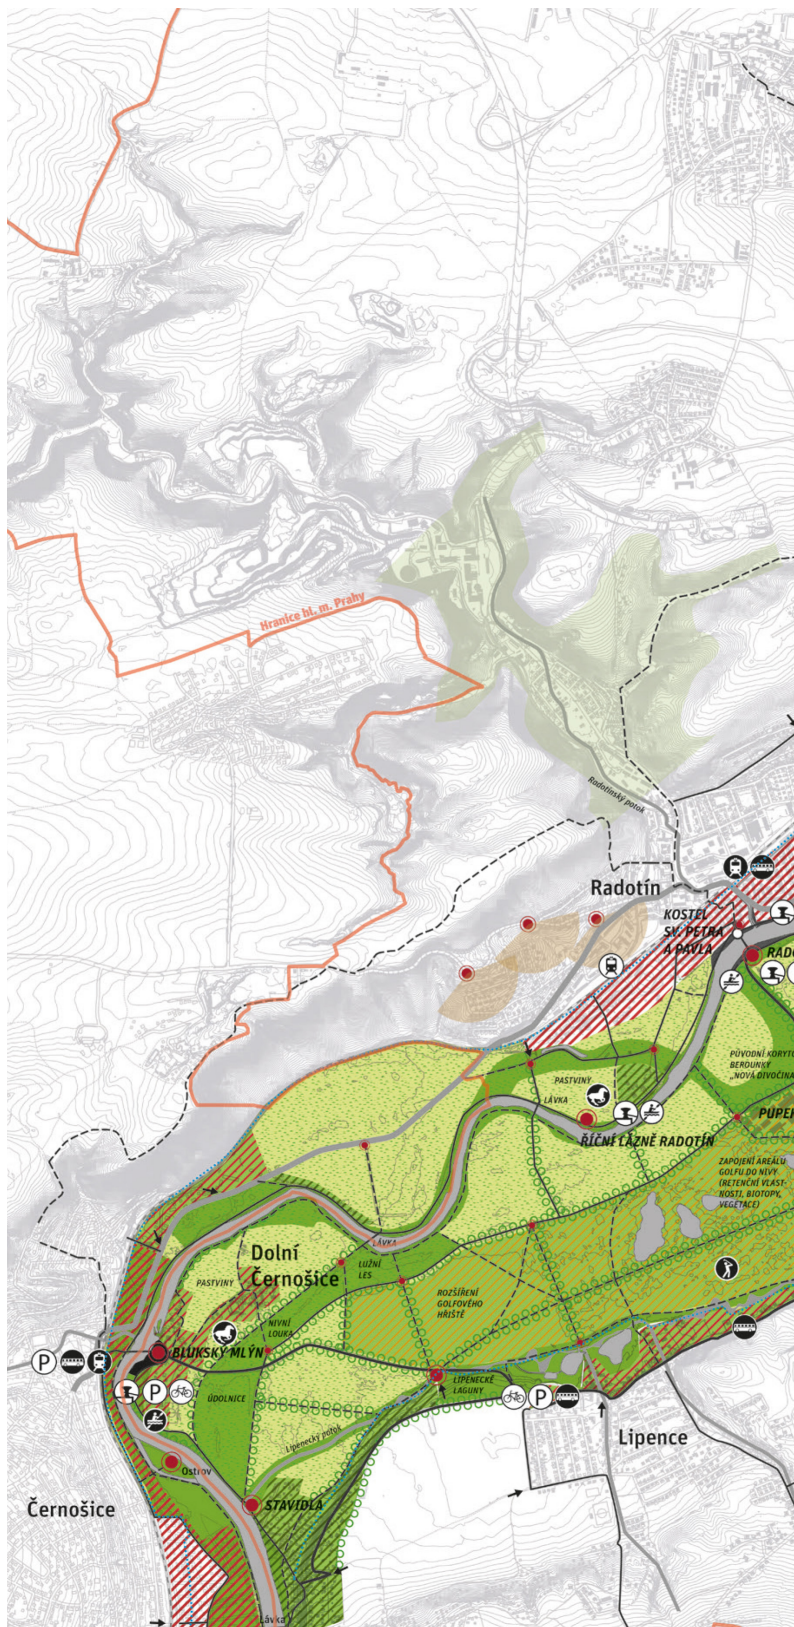 Hranice hl. m. Prahy
Radotínský potok
Radotín
KOSTEL
SV. PETRA
A PAVLA
RADO
PŮVODNÍ KORYTO
BEROUNKY
„NOVÁ DIVOČINA
PASTVINY
LÁVKA
ŘÍČNÍ LÁZNĚ RADOTÍN
PUPEK
ZAPOJENÍ AREÁLU
GOLFU DO NIVY
(RETENČNÍ VLAST-
NOSTI, BIOTOPY,
VEGETACE)
LÁVKA
Dolní
Černošice
LUŽNÍ
LES
PASTVINY
ROZŠÍŘENÍ
GOLFOVÉHO
HŘIŠTĚ
NIVNÍ
LOUKA
BLUKSKÝ MLÝN
P
P
ÚDOLNICE
LIPENECKÉ
LAGUNY
P
Lipenecký potok
Lipence
Ostrov
STAVIDLA
Černošice
Lávka